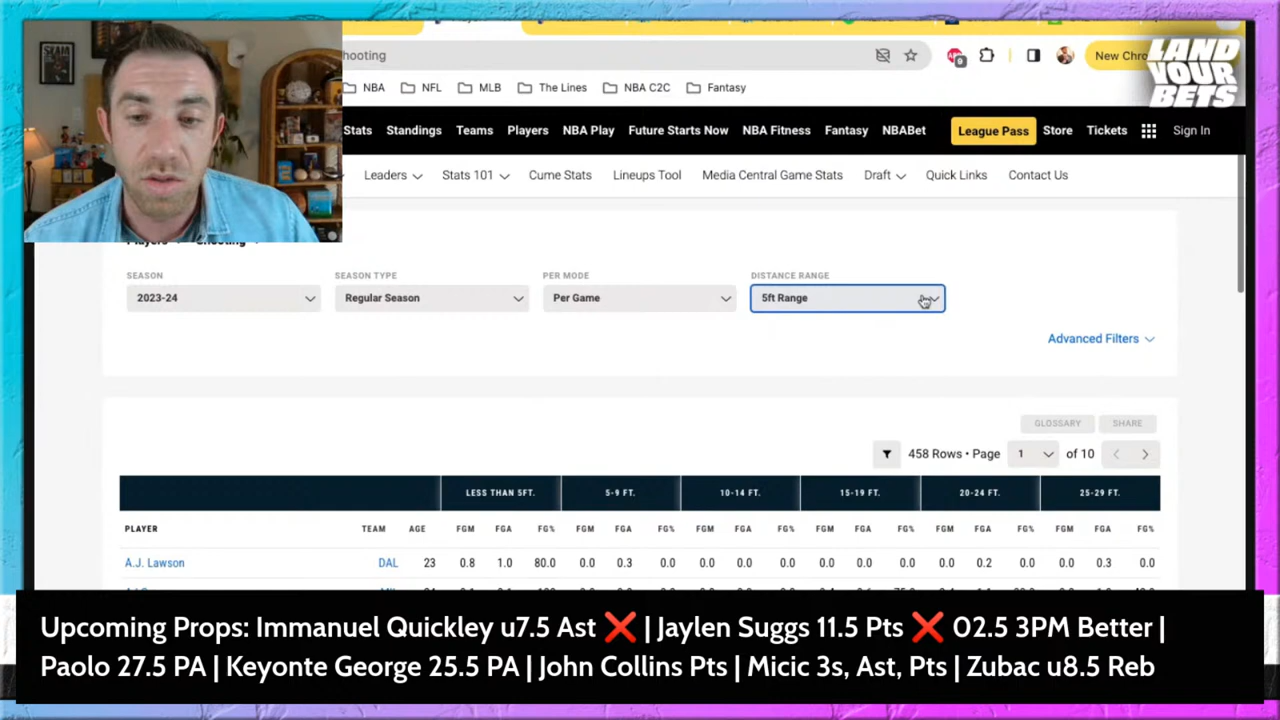 SLAM
hooting
New Chro
LAND
YOUR
BETS
NBA
NFL
MLB
The Lines
NBA C2C
Fantasy
Stats Standings Teams Players NBA Play Future Starts Now NBA Fitness Fantasy NBABet League Pass Store Tickets Sign In
Leaders Stats 101 Cume Stats Lineups Tool Media Central Game Stats Draft Quick Links Contact Us
Players Shooting
SEASON SEASON TYPE PER MODE DISTANCE RANGE
2023-24 Regular Season Per Game 5ft Range
Advanced Filters
GLOSSARY SHARE
458 Rows • Page 1 of 10
LESS THAN 5FT. 5-9 FT. 10-14 FT. 15-19 FT. 20-24 FT. 25-29 FT.
PLAYER TEAM AGE FGM FGA FG% FGM FGA FG% FGM FGA FG% FGM FGA FG% FGM FGA FG% FGM FGA FG%
A.J. Lawson DAL 23 0.8 1.0 80.0 0.0 0.3 0.0 0.0 0.0 0.0 0.0 0.0 0.0 0.0 0.2 0.0 0.0 0.3 0.0
Upcoming Props: Immanuel Quickley u7.5 Ast ❌ | Jaylen Suggs 11.5 Pts ❌ O2.5 3PM Better |
Paolo 27.5 PA | Keyonte George 25.5 PA | John Collins Pts | Micic 3s, Ast, Pts | Zubac u8.5 Reb